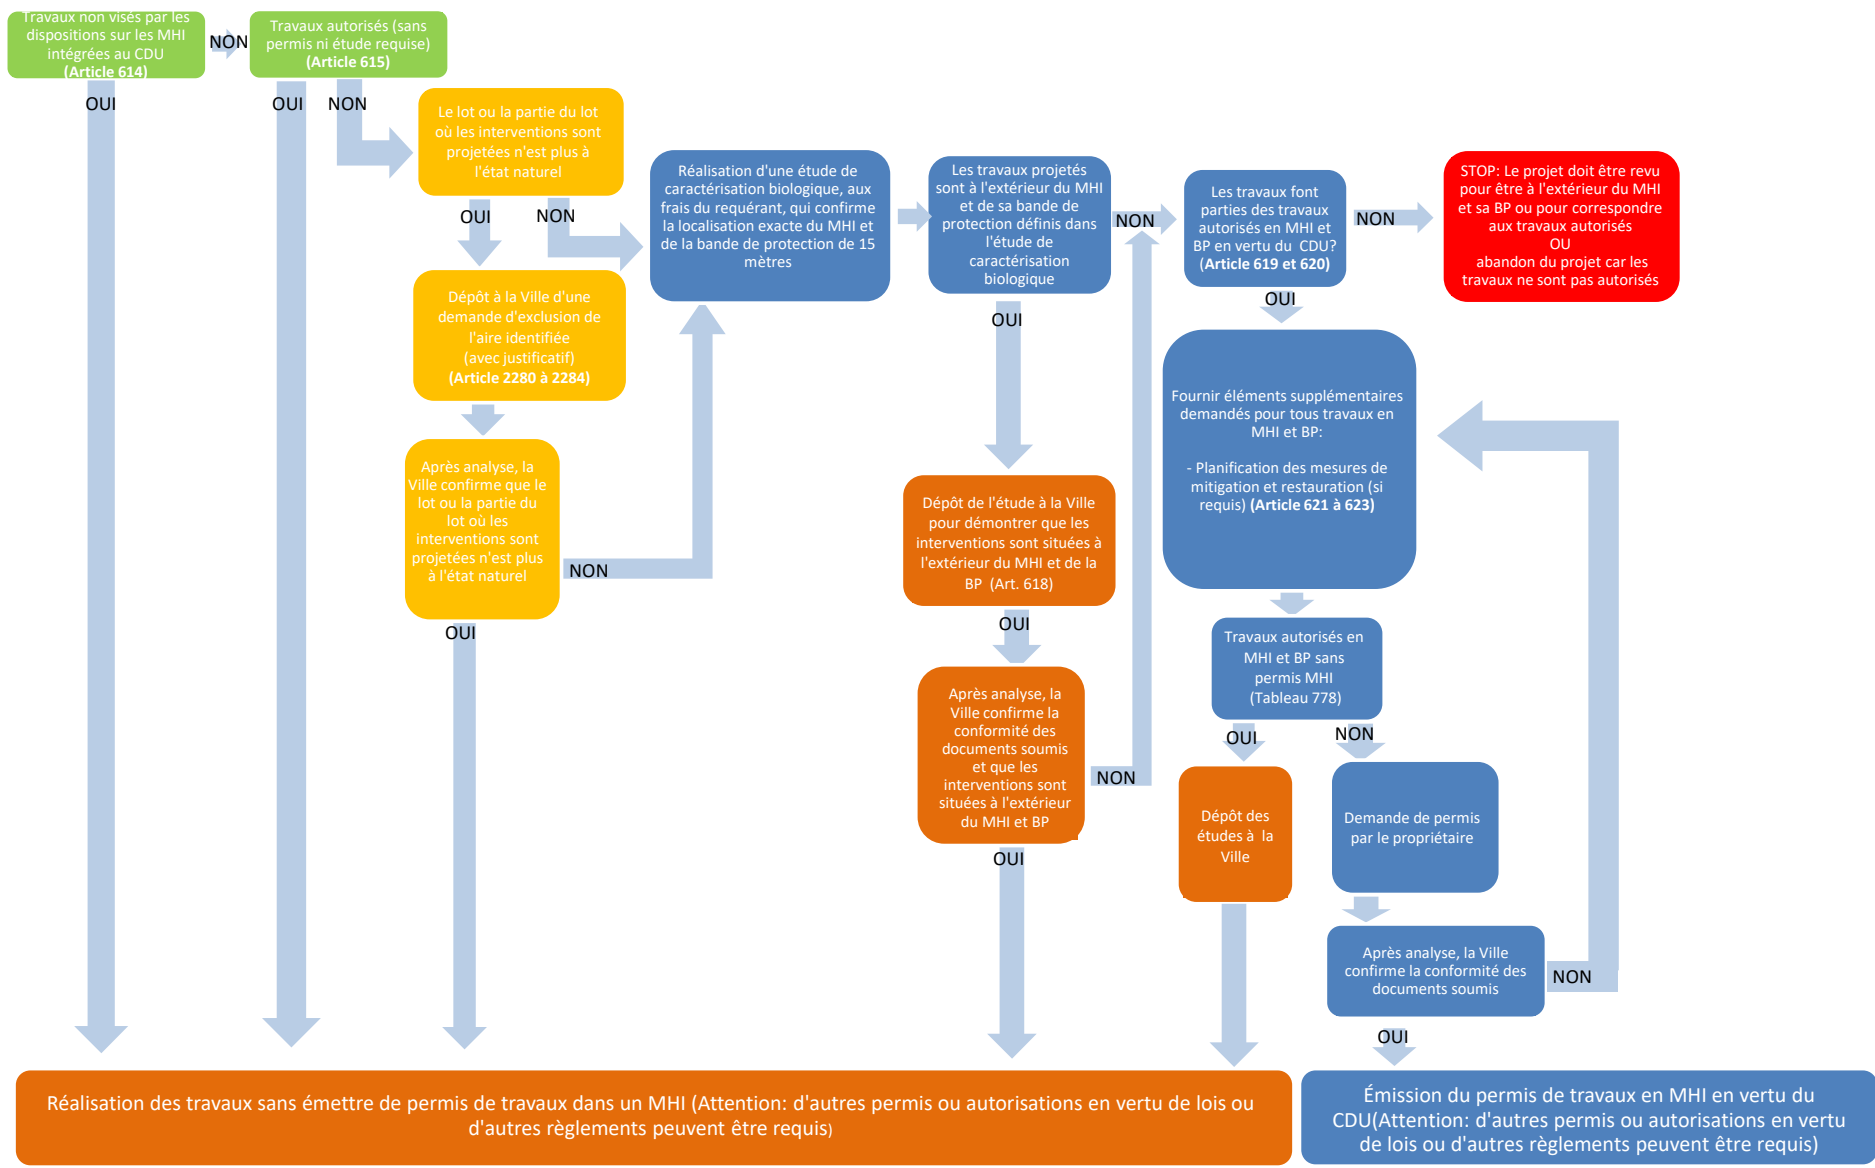 Travaux non visés par les
dispositions sur les MHI
intégrées au CDU
(Article 614)
NON
Travaux autorisés (sans
permis ni étude requise)
(Article 615)
OUI
OUI
NON
Le lot ou la partie du lot
où les interventions sont
projetées n'est plus à
l'état naturel
OUI
NON
Dépôt à la Ville d'une
demande d'exclusion de
l'aire identifiée
(avec justificatif)
(Article 2280 à 2284)
Après analyse, la
Ville confirme que le
lot ou la partie du
lot où les
interventions sont
projetées n'est plus
à l'état naturel
NON
OUI
Réalisation d'une étude de
caractérisation biologique, aux
frais du requérant, qui confirme
la localisation exacte du MHI et
de la bande de protection de 15
mètres
Les travaux projetés
sont à l'extérieur du MHI
et de sa bande de
protection définis dans
l'étude de
caractérisation
biologique
NON
OUI
Dépôt de l'étude à la Ville
pour démontrer que les
interventions sont situées à
l'extérieur du MHI et de la
BP (Art. 618)
OUI
Après analyse, la
Ville confirme la
conformité des
documents soumis
et que les
interventions sont
situées à l'extérieur
du MHI et BP
NON
OUI
Les travaux font
parties des travaux
autorisés en MHI et
BP en vertu du CDU?
(Article 619 et 620)
NON
STOP: Le projet doit être revu
pour être à l'extérieur du MHI
et sa BP ou pour correspondre
aux travaux autorisés
OU
abandon du projet car les
travaux ne sont pas autorisés
OUI
Fournir éléments supplémentaires
demandés pour tous travaux en
MHI et BP:
- Planification des mesures de
mitigation et restauration (si
requis) (Article 621 à 623)
Travaux autorisés en
MHI et BP sans
permis MHI
(Tableau 778)
OUI
NON
Dépôt des
études à la
Ville
Demande de permis
par le propriétaire
Après analyse, la Ville
confirme la conformité des
documents soumis
NON
OUI
Réalisation des travaux sans émettre de permis de travaux dans un MHI (Attention: d'autres permis ou autorisations en vertu de lois ou
d'autres règlements peuvent être requis)
Émission du permis de travaux en MHI en vertu du
CDU(Attention: d'autres permis ou autorisations en vertu
de lois ou d'autres règlements peuvent être requis)